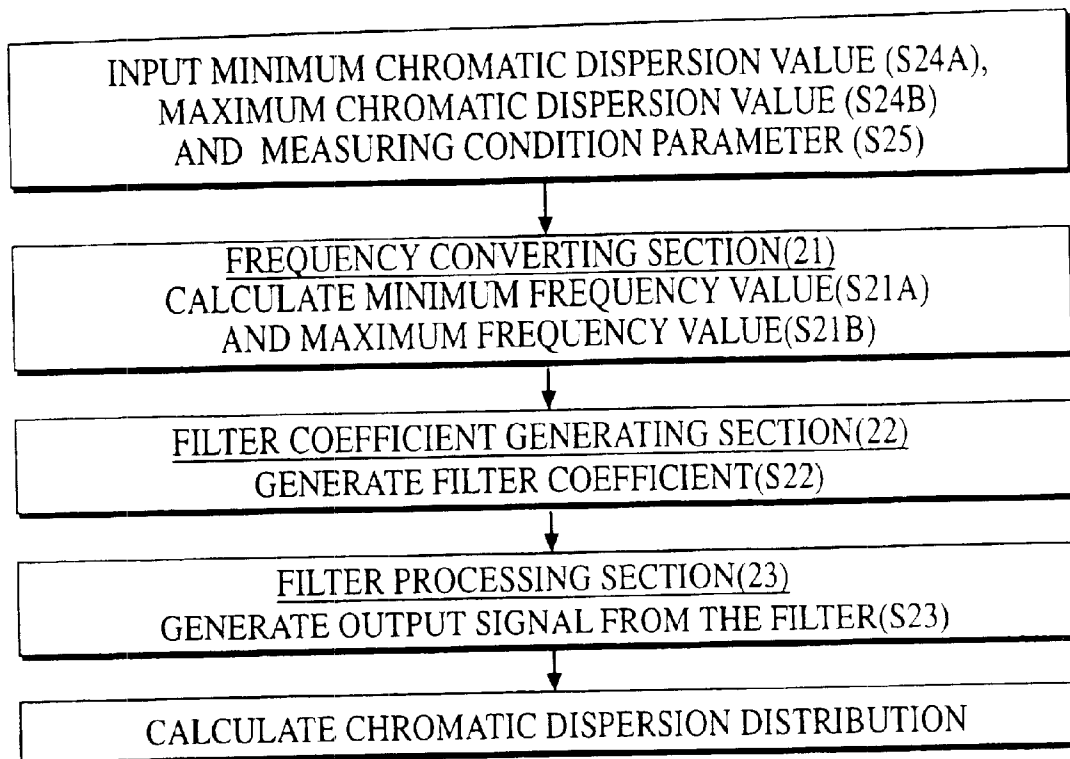 INPUT MINIMUM CHROMATIC DISPERSION VALUE (S24A),
MAXIMUM CHROMATIC DISPERSION VALUE (S24B)
AND MEASURING CONDITION PARAMETER (S25)
FREQUENCY CONVERTING SECTION(21)
CALCULATE MINIMUM FREQUENCY VALUE(S21A)
AND MAXIMUM FREQUENCY VALUE(S21B)
FILTER COEFFICIENT GENERATING SECTION(22)
GENERATE FILTER COEFFICIENT(S22)
FILTER PROCESSING SECTION(23)
GENERATE OUTPUT SIGNAL FROM THE FILTER(S23)
CALCULATE CHROMATIC DISPERSION DISTRIBUTION